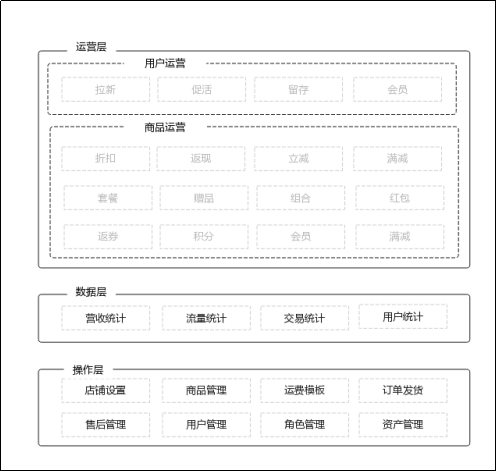 运营层
用户运营
拉新 促活 留存 会员
商品运营
折扣 返现 立减 满减
套餐 赠品 组合 红包
返券 积分 会员 满减
数据层
营收统计 流量统计 交易统计 用户统计
操作层
店铺设置 商品管理 运费模板 订单发货
售后管理 用户管理 角色管理 资产管理